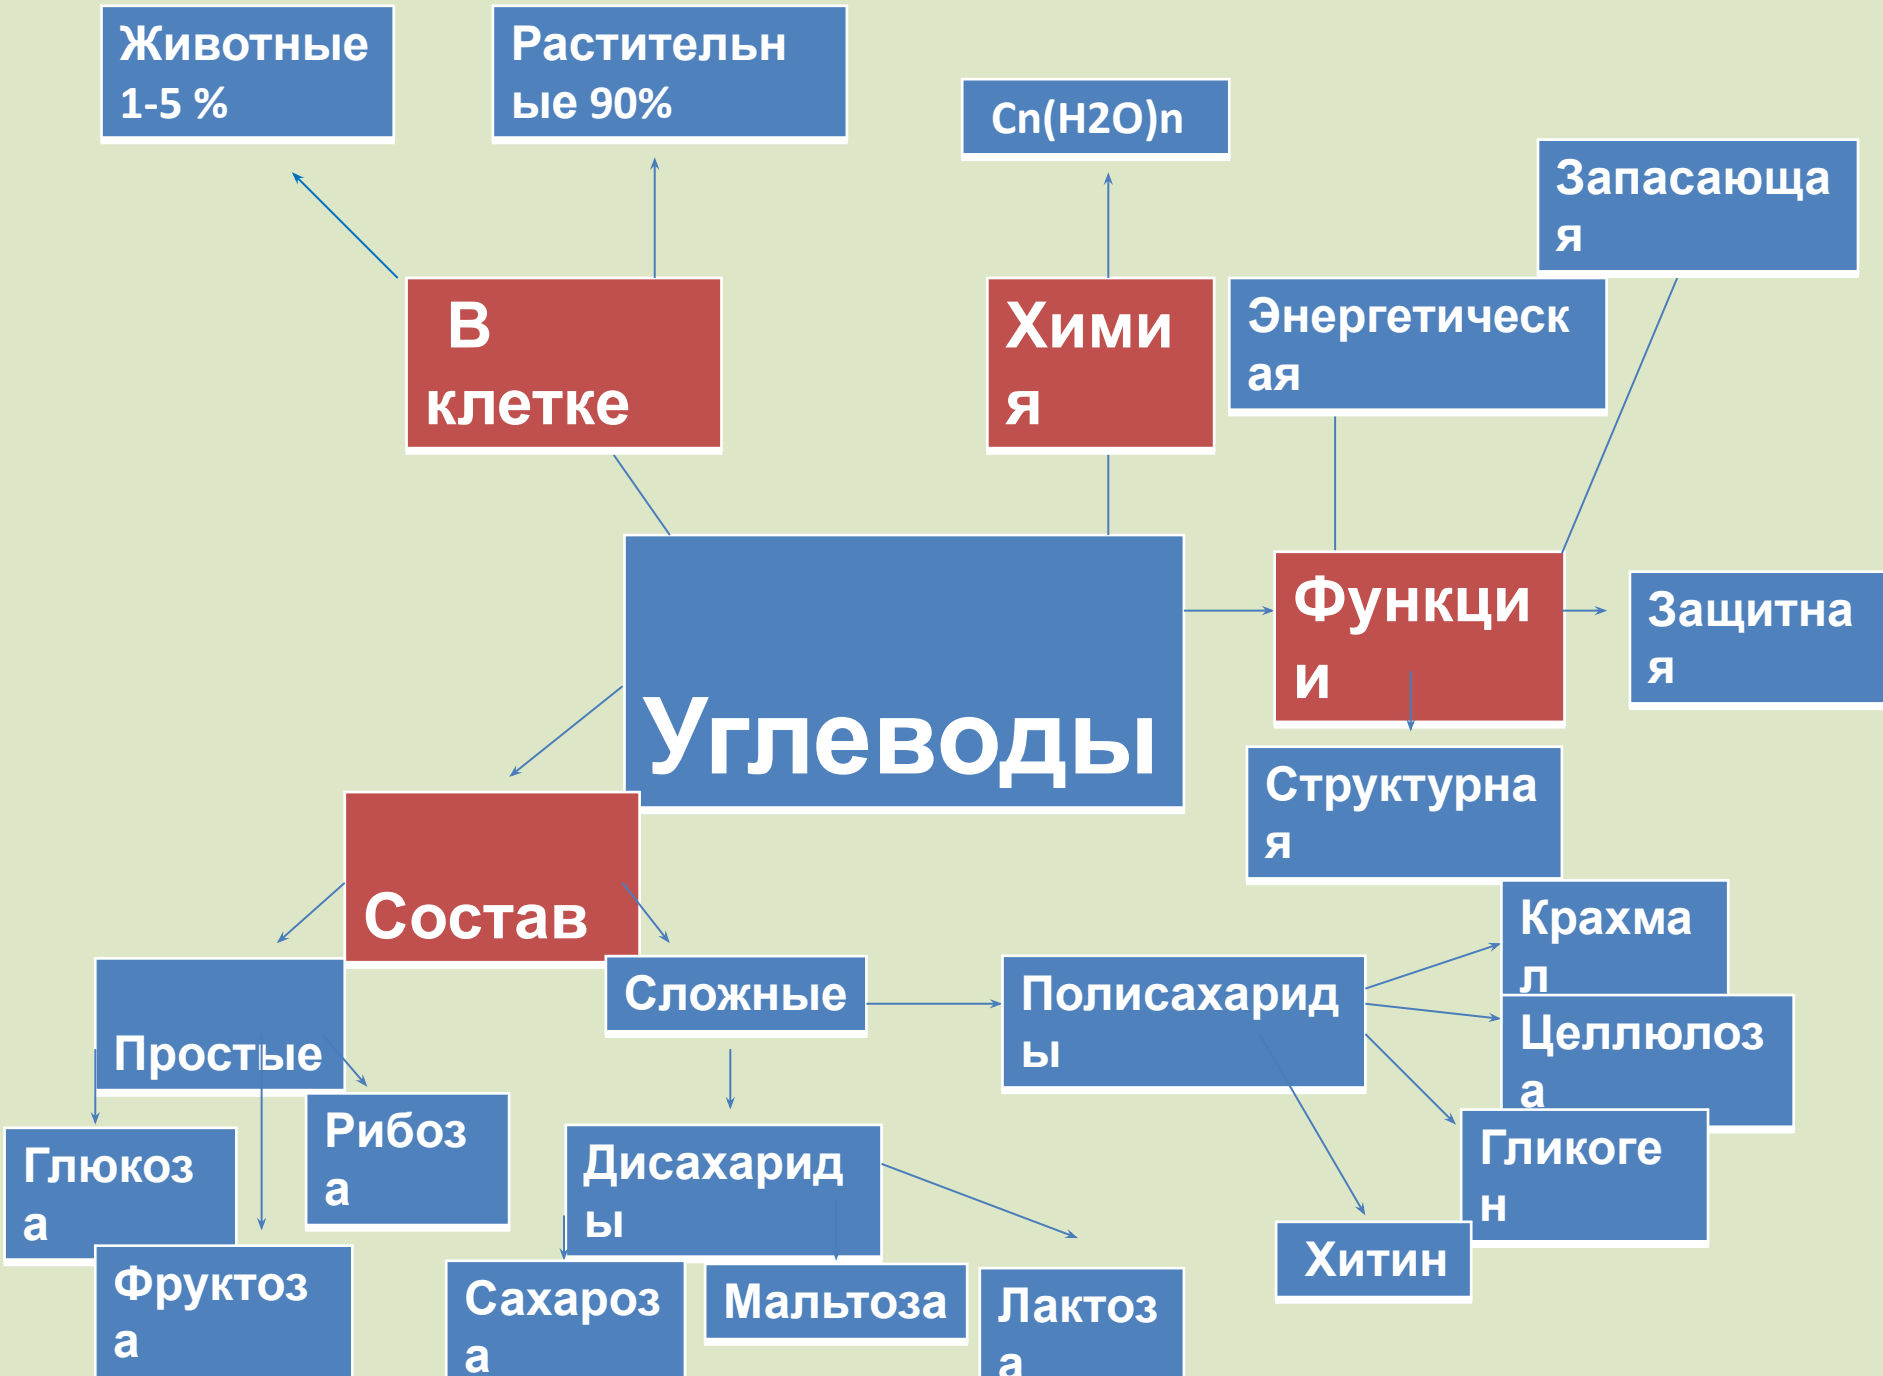 Животные
1-5 %
Растительн
ые 90%
Cn(H2O)n
Запасающа
я
В
клетке
Хими
я
Энергетическ
ая
Углеводы
Функци
и
Защитна
я
Структурна
я
Состав
Простые
Сложные
Полисахарид
ы
Крахма
л
Целлюлоз
а
Гликоге
н
Хитин
Глюкоз
а
Рибоз
а
Фруктоз
а
Дисахарид
ы
Сахароз
а
Мальтоза
Лактоз
а